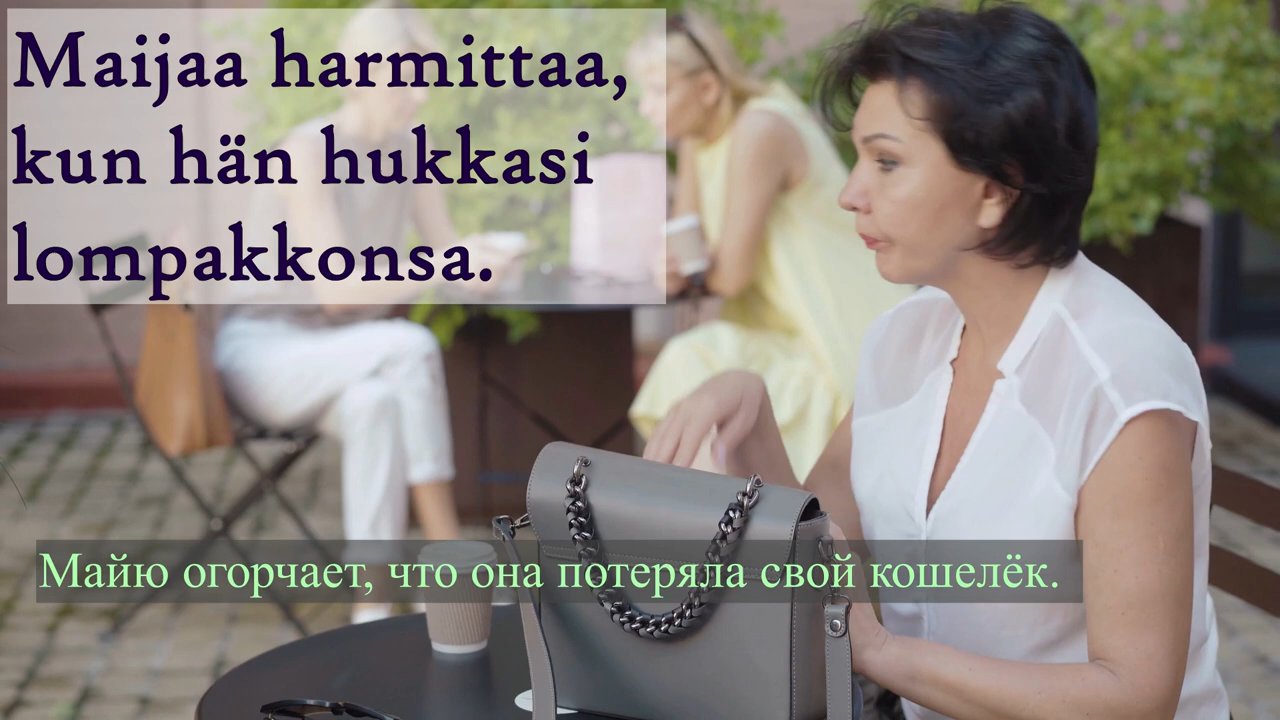 Maijaa harmittaa,
kun hän hukkasi
lompakkonsa.
Майю огорчает, что она потеряла свой кошелёк.